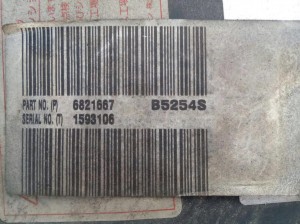 PART NO. (P) 6821667 B5254S
SERIAL NO. (T) 1593106